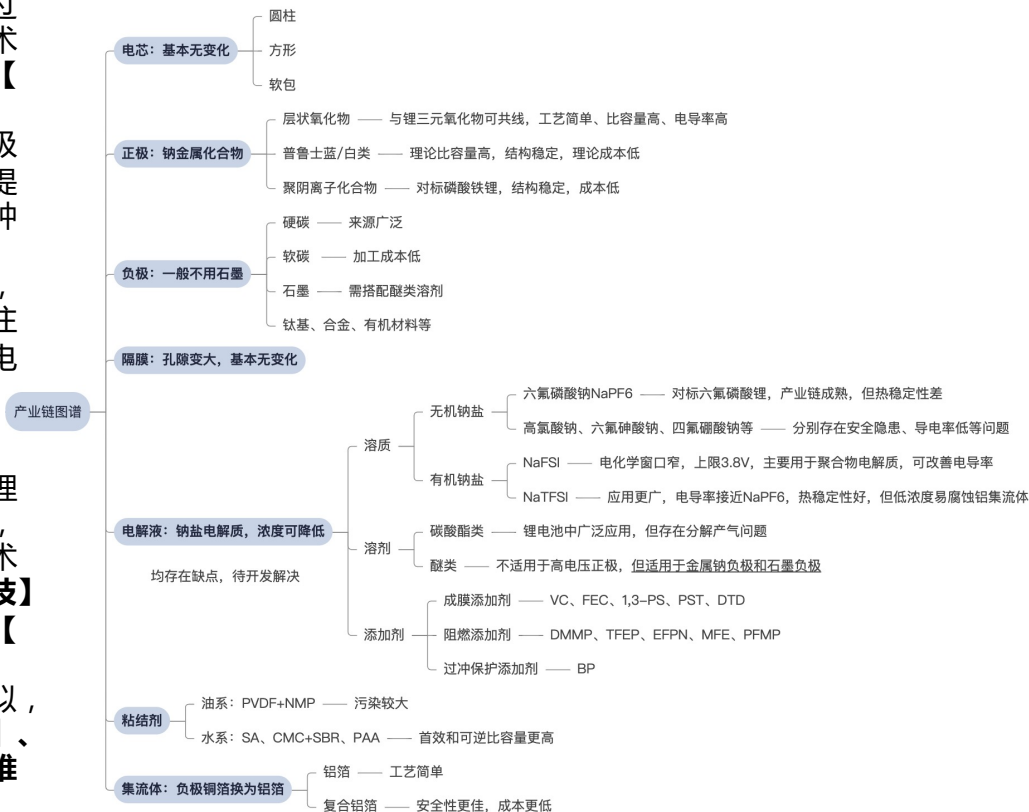 过
术
【
圆柱
电芯：基本无变化
方形
软包
极
是
种
层状氧化物 与锂三元氧化物可共线，工艺简单、比容量高、电导率高
正极：钠金属化合物
普鲁士蓝/白类 理论比容量高，结构稳定，理论成本低
聚阴离子化合物 对标磷酸铁锂，结构稳定，成本低
硬碳 来源广泛
软碳 加工成本低
负极：一般不用石墨
石墨 需搭配醚类溶剂
钛基、合金、有机材料等
，
注
电
隔膜：孔隙变大，基本无变化
产业链图谱
六氟磷酸钠NaPF6 对标六氟磷酸锂，产业链成熟，但热稳定性差
无机钠盐
高氯酸钠、六氟砷酸钠、四氟硼酸钠等 分别存在安全隐患、导电率低等问题
溶质
NaFSI 电化学窗口窄，上限3.8V，主要用于聚合物电解质，可改善电导率
有机钠盐
NaTFSI 应用更广，电导率接近NaPF6，热稳定性好，但低浓度易腐蚀铝集流体
理
，
术
技】
【
电解液：钠盐电解质，浓度可降低
均存在缺点，待开发解决
碳酸酯类 锂电池中广泛应用，但存在分解产气问题
溶剂
醚类 不适用于高电压正极，但适用于金属钠负极和石墨负极
成膜添加剂 VC、FEC、1,3-PS、PST、DTD
添加剂
阻燃添加剂 DMMP、TFEP、EFPN、MFE、PFMP
过冲保护添加剂 BP
以，
、
粘结剂
油系：PVDF+NMP 污染较大
水系：SA、CMC+SBR、PAA 首效和可逆比容量更高
集流体：负极铜箔换为铝箔
铝箔 工艺简单
复合铝箔 安全性更佳，成本更低